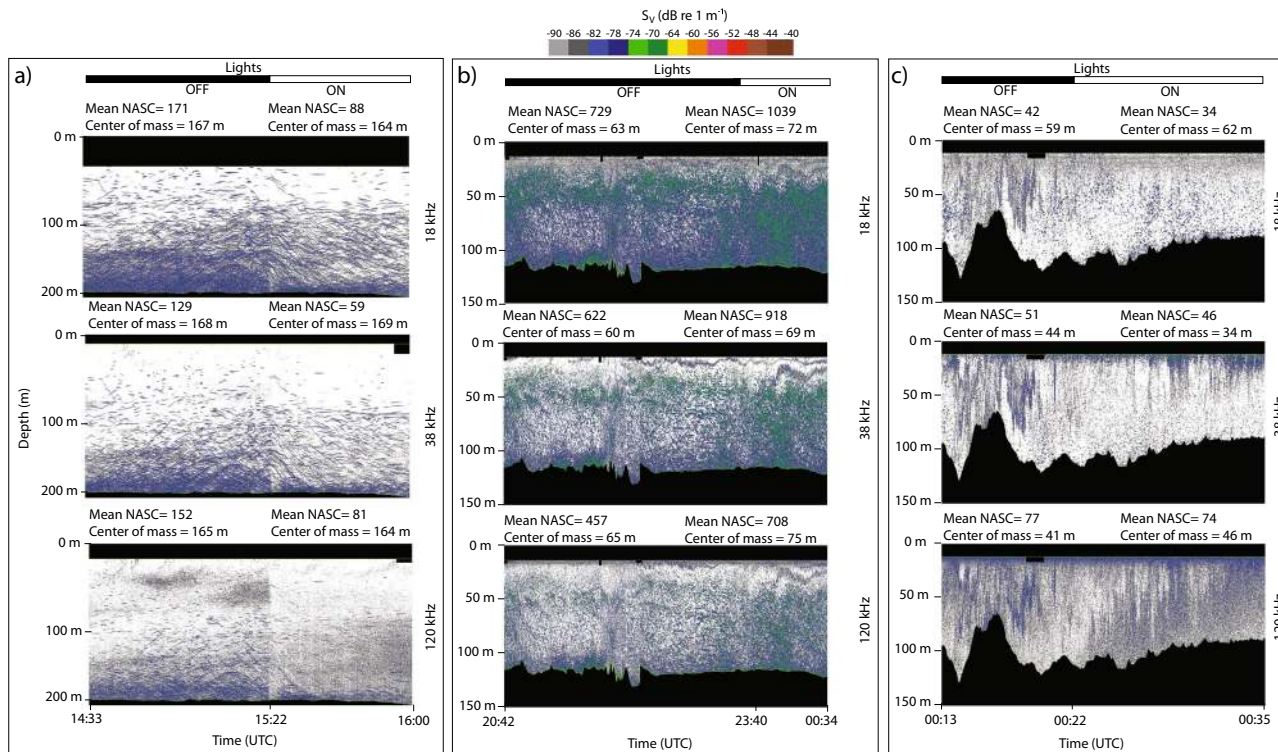 Sv (dB re 1 m-1)
-90 -86 -82 -78 -74 -70 -64 -60 -56 -52 -48 -44 -40
a)
Lights
OFF ON
Mean NASC= 171 Mean NASC= 88
Center of mass = 167 m Center of mass = 164 m
0 m
100 m
200 m
18 kHz
Mean NASC= 129 Mean NASC= 59
Center of mass = 168 m Center of mass = 169 m
0 m
100 m
200 m
38 kHz
Depth (m)
Mean NASC= 152 Mean NASC= 81
Center of mass = 165 m Center of mass = 164 m
0 m
100 m
200 m
120 kHz
14:33 15:22 16:00
Time (UTC)
b)
Lights
OFF ON
Mean NASC= 729 Mean NASC= 1039
Center of mass = 63 m Center of mass = 72 m
0 m
50 m
100 m
150 m
18 kHz
Mean NASC= 622 Mean NASC= 918
Center of mass = 60 m Center of mass = 69 m
0 m
50 m
100 m
150 m
38 kHz
Mean NASC= 457 Mean NASC= 708
Center of mass = 65 m Center of mass = 75 m
0 m
50 m
100 m
150 m
120 kHz
20:42 23:40 00:34
Time (UTC)
c)
Lights
OFF ON
Mean NASC= 42 Mean NASC= 34
Center of mass = 59 m Center of mass = 62 m
0 m
50 m
100 m
150 m
18 kHz
Mean NASC= 51 Mean NASC= 46
Center of mass = 44 m Center of mass = 34 m
0 m
50 m
100 m
150 m
38 kHz
Mean NASC= 77 Mean NASC= 74
Center of mass = 41 m Center of mass = 46 m
0 m
50 m
100 m
150 m
120 kHz
00:13 00:22 00:35
Time (UTC)